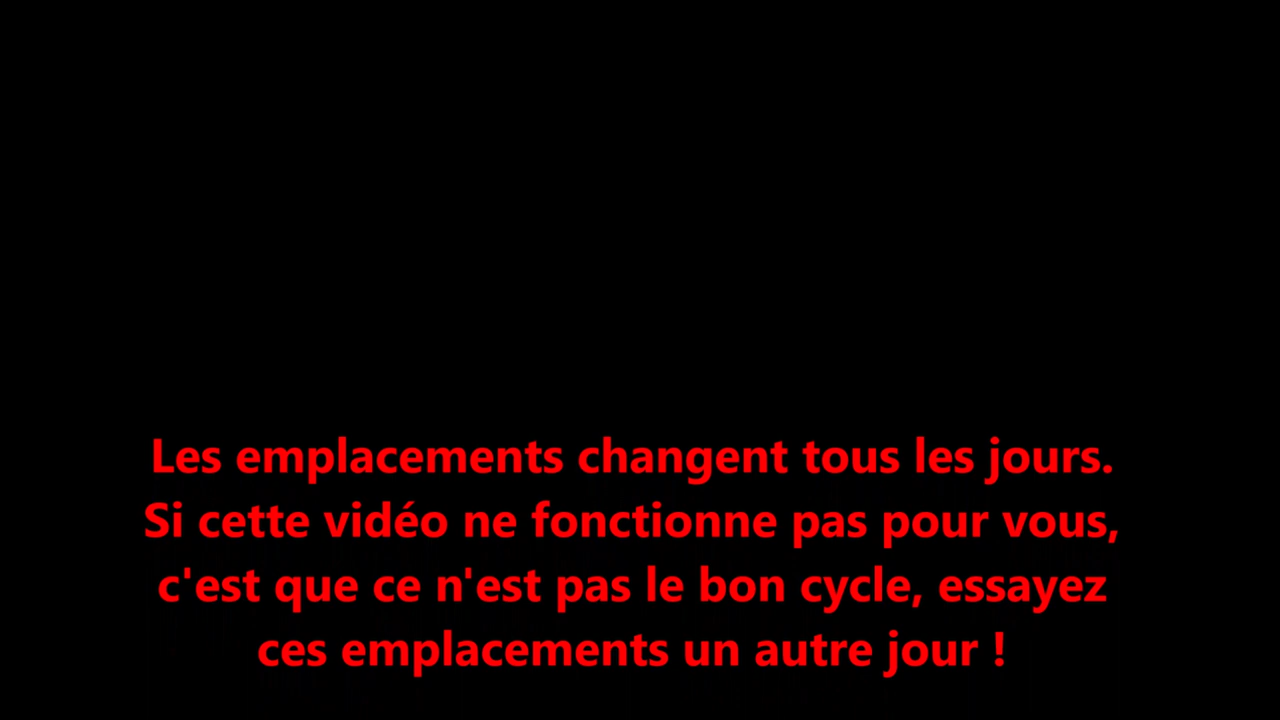 Les emplacements changent tous les jours.
Si cette vidéo ne fonctionne pas pour vous,
c'est que ce n'est pas le bon cycle, essayez
ces emplacements un autre jour !